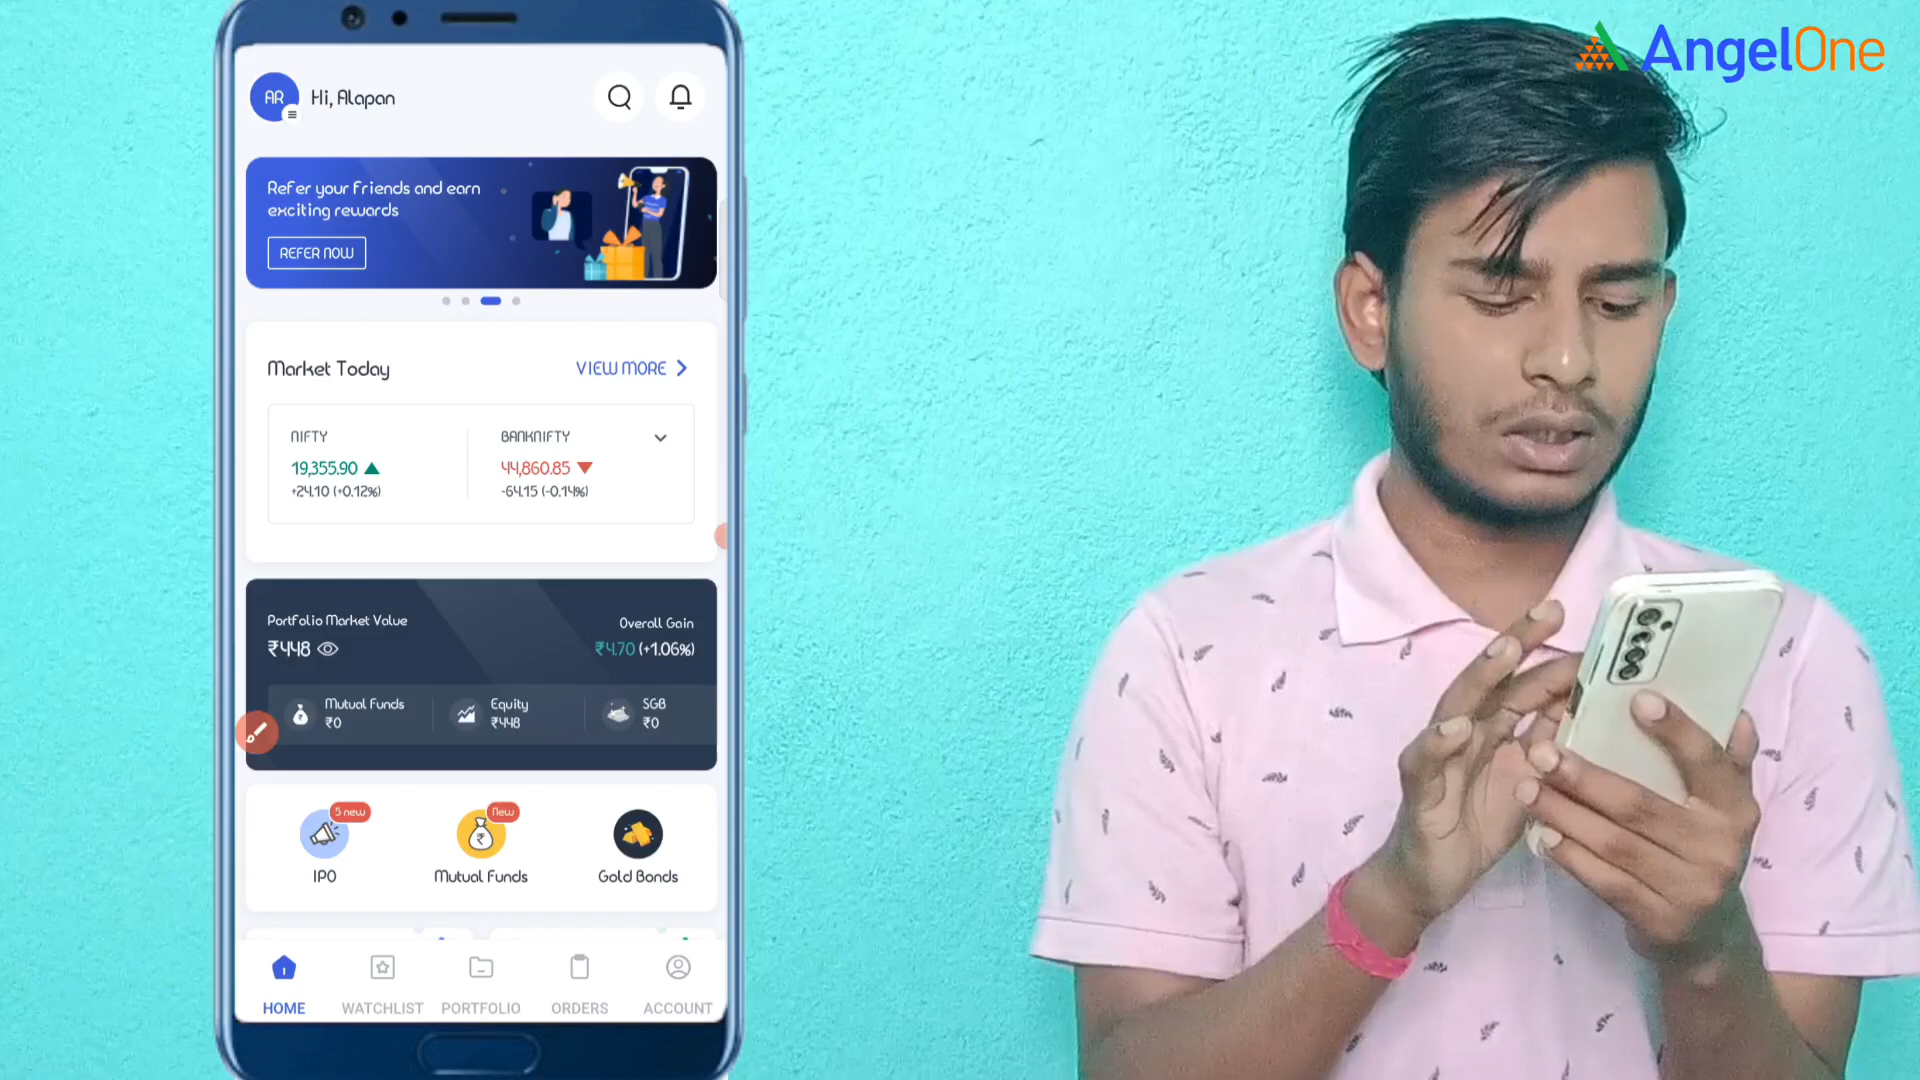 AngelOne
AR
Hi, Alapan
Refer your friends and earn
exciting rewards
REFER NOW
Market Today
VIEW MORE
NIFTY
19,355.90
+24.10 (+0.12%)
BANKNIFTY
44,860.85
-64.15 (-0.14%)
Portfolio Market Value
₹448
Overall Gain
₹4.70 (+1.06%)
Mutual Funds
₹0
Equity
₹448
SGB
₹0
5 new
IPO
New
Mutual Funds
Gold Bonds
HOME
WATCHLIST
PORTFOLIO
ORDERS
ACCOUNT